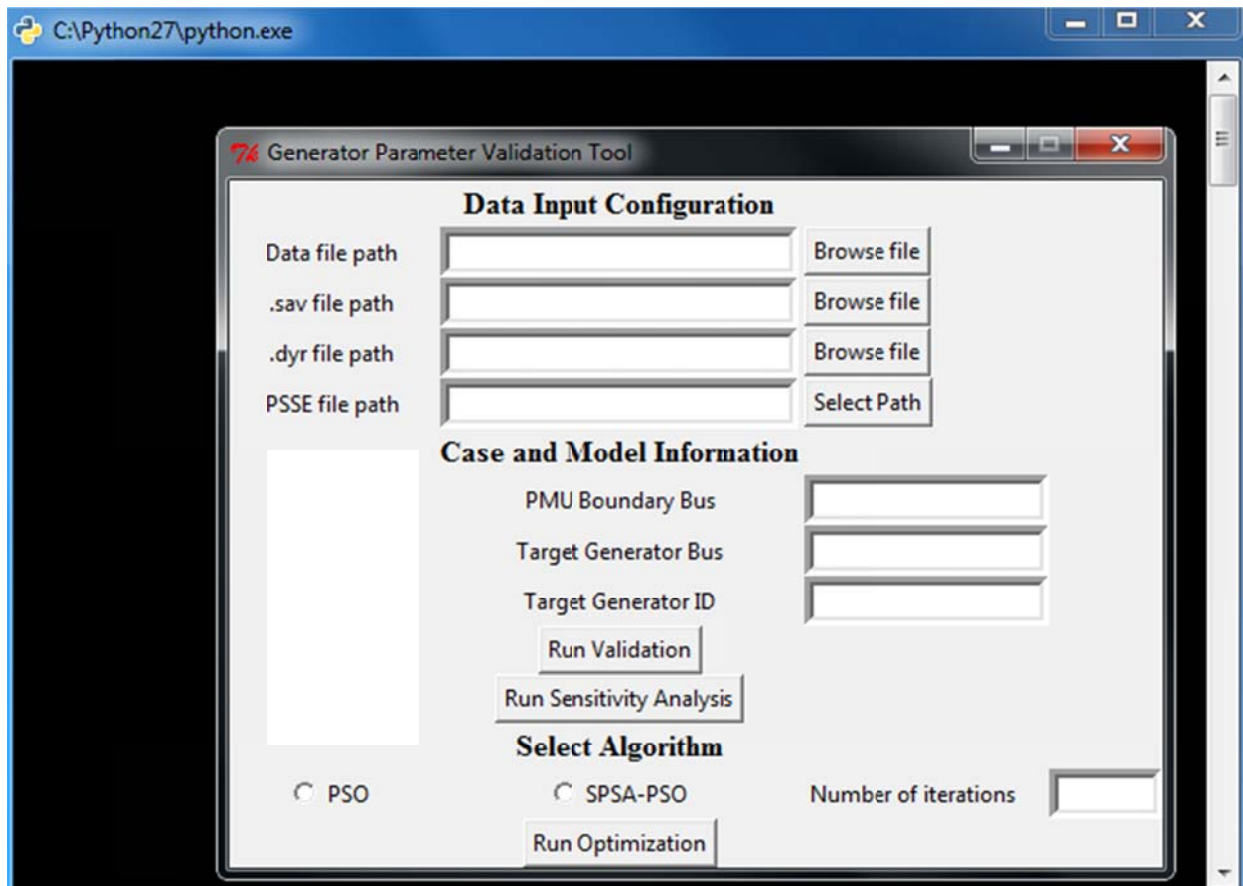 C:\Python27\python.exe
Generator Parameter Validation Tool
Data Input Configuration
Data file path Browse file
.sav file path Browse file
.dyr file path Browse file
PSSE file path Select Path
Case and Model Information
PMU Boundary Bus
Target Generator Bus
Target Generator ID
Run Validation
Run Sensitivity Analysis
Select Algorithm
PSO SPSA-PSO Number of iterations
Run Optimization